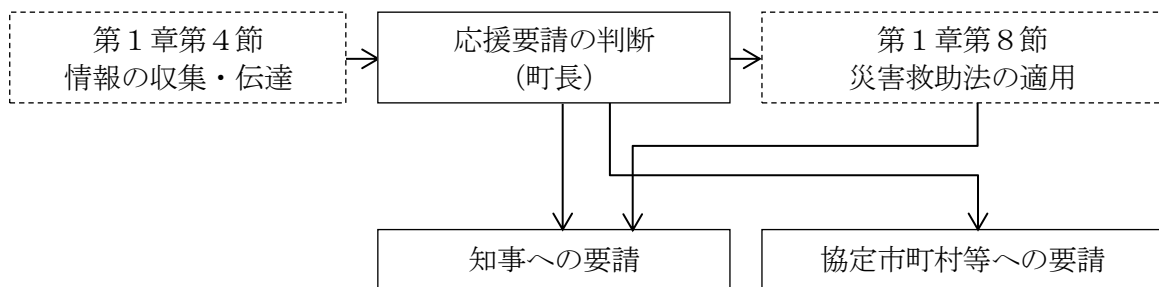 第１章第４節
情報の収集・伝達
応援要請の判断
（町長）
第１章第８節
災害救助法の適用
知事への要請
協定市町村等への要請